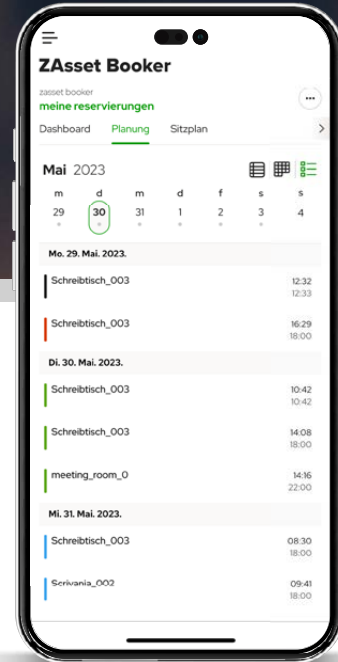 ZAsset Booker
zasset booker
meine reservierungen
Dashboard Planung Sitzplan
Mai 2023
m d m d f s s
29 30 31 1 2 3 4
Mo. 29. Mai. 2023.
Schreibtisch_003 12:32
12:33
Schreibtisch_003 16:29
18:00
Di. 30. Mai. 2023.
Schreibtisch_003 10:42
10:42
Schreibtisch_003 14:08
18:00
meeting_room_0 14:16
22:00
Mi. 31. Mai. 2023.
Schreibtisch_003 08:30
18:00
Scrivania_002 09:41
18:00